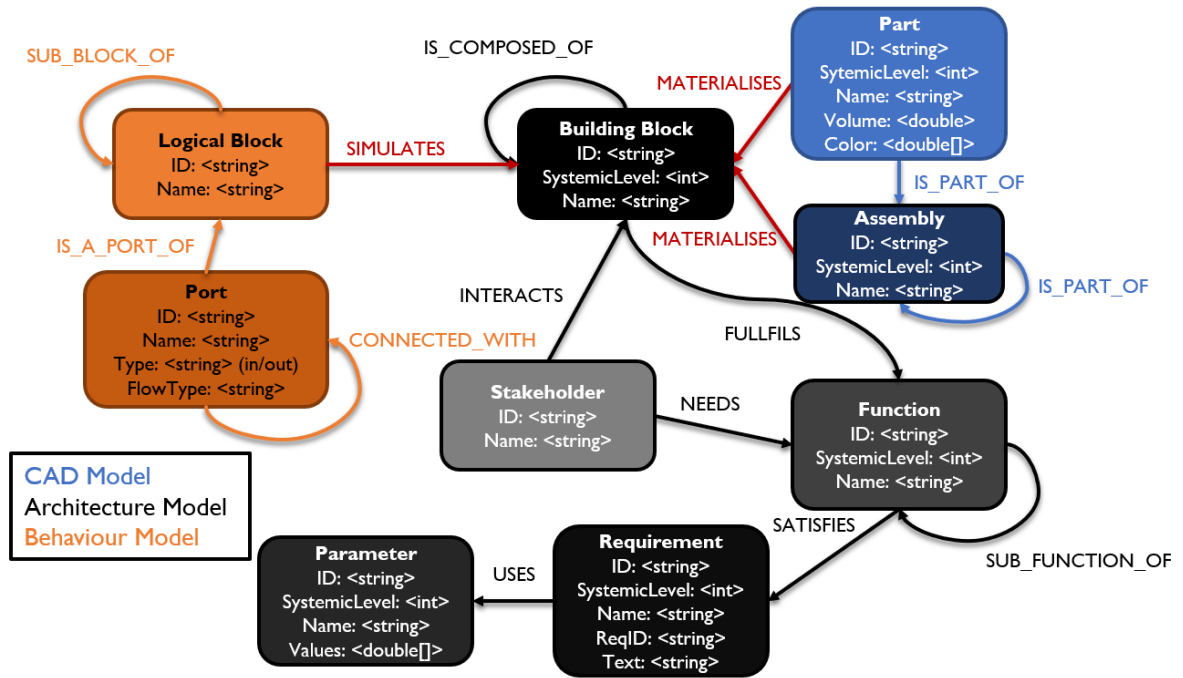 Part
ID: <string>
SytemicLevel: <int>
Name: <string>
Volume: <double>
Color: <double[]>
SUB_BLOCK_OF
IS_COMPOSED_OF
MATERIALISES
Logical Block
ID: <string>
Name: <string>
SIMULATES
Building Block
ID: <string>
SystemicLevel: <int>
Name: <string>
IS_PART_OF
Assembly
ID: <string>
SystemicLevel: <int>
Name: <string>
MATERIALISES
IS_PART_OF
IS_A_PORT_OF
Port
ID: <string>
Name: <string>
Type: <string> (in/out)
FlowType: <string>
CONNECTED_WITH
INTERACTS
FULLFILS
Stakeholder
ID: <string>
Name: <string>
NEEDS
Function
ID: <string>
SystemicLevel: <int>
Name: <string>
CAD Model
Architecture Model
Behaviour Model
SATISFIES
SUB_FUNCTION_OF
Parameter
ID: <string>
SystemicLevel: <int>
Name: <string>
Values: <double[]>
USES
Requirement
ID: <string>
SystemicLevel: <int>
Name: <string>
ReqID: <string>
Text: <string>